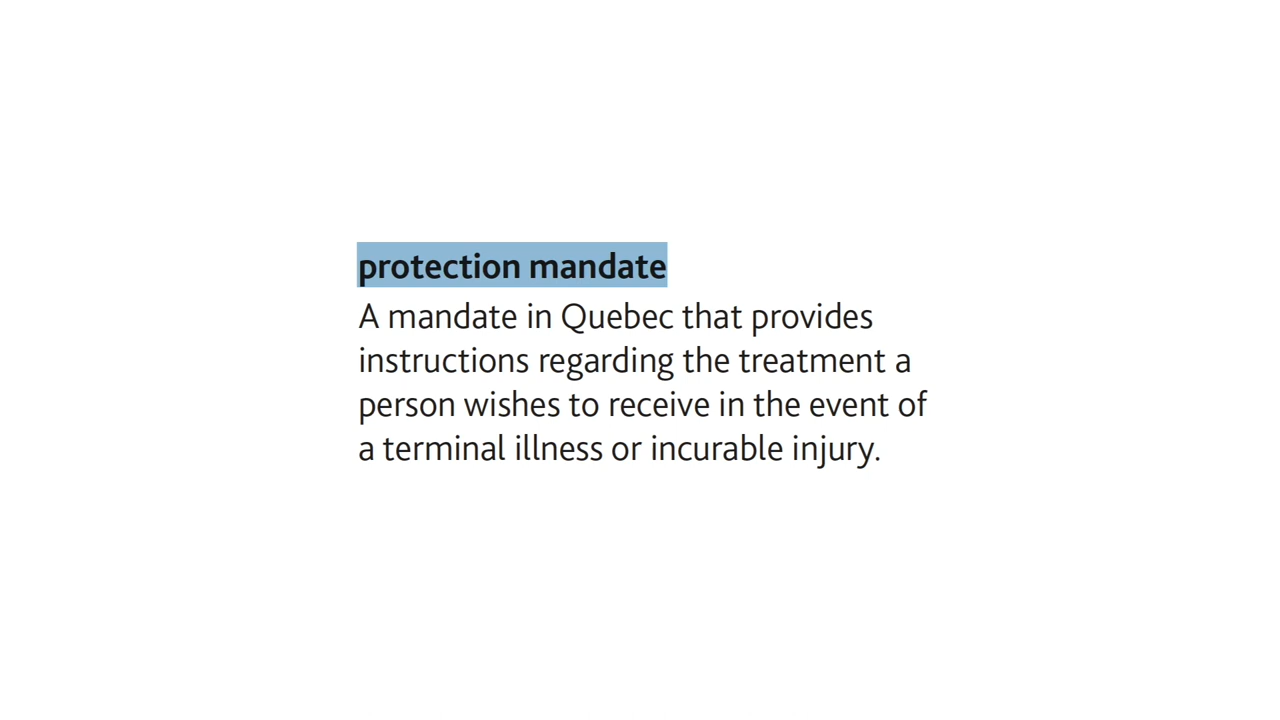 protection mandate
A mandate in Quebec that provides
instructions regarding the treatment a
person wishes to receive in the event of
a terminal illness or incurable injury.